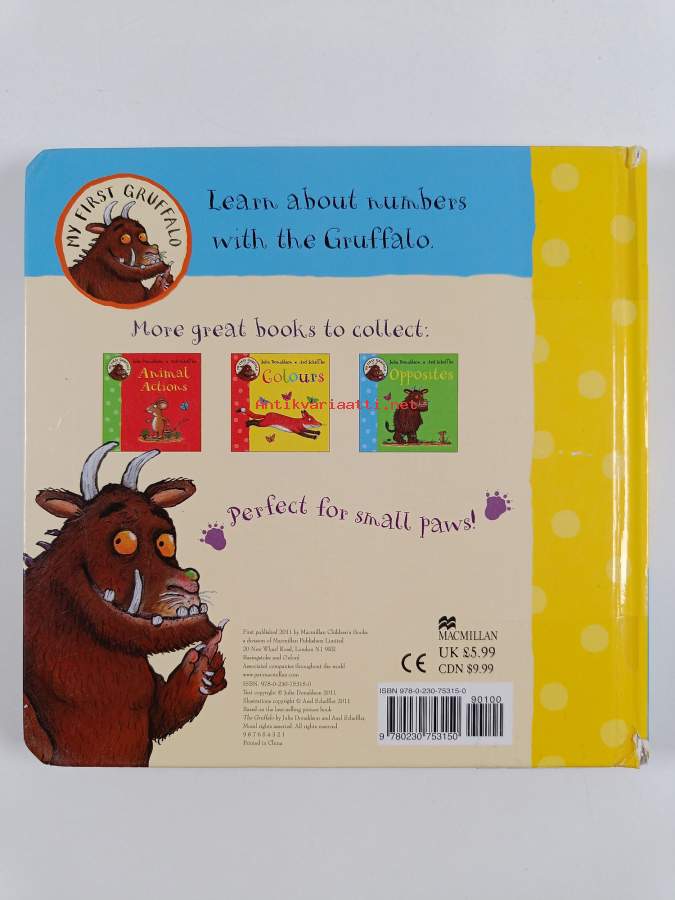 MY FIRST GRUFFALO
Learn about numbers
with the Gruffalo.
More great books to collect:
Julia Donaldson • Axel Scheffler
Animal
Actions
Julia Donaldson • Axel Scheffler
Colours
Julia Donaldson • Axel Scheffler
Opposites
Antikvariaatti.net
Perfect for small paws!
First published 2011 by Macmillan Children's Books
a division of Macmillan Publishers Limited
20 New Wharf Road, London N1 9RR
Basingstoke and Oxford
Associated companies throughout the world
www.panmacmillan.com
ISBN: 978-0-230-75315-0
Text copyright © Julia Donaldson 2011
Illustrations copyright © Axel Scheffler 2011
Based on the best-selling picture book
The Gruffalo by Julia Donaldson and Axel Scheffler
Moral rights asserted. All rights reserved.
9 8 7 6 5 4 3 2 1
Printed in China
MACMILLAN
UK £5.99
CDN $9.99
CE
ISBN 978-0-230-75315-0
90100
9 780230 753150